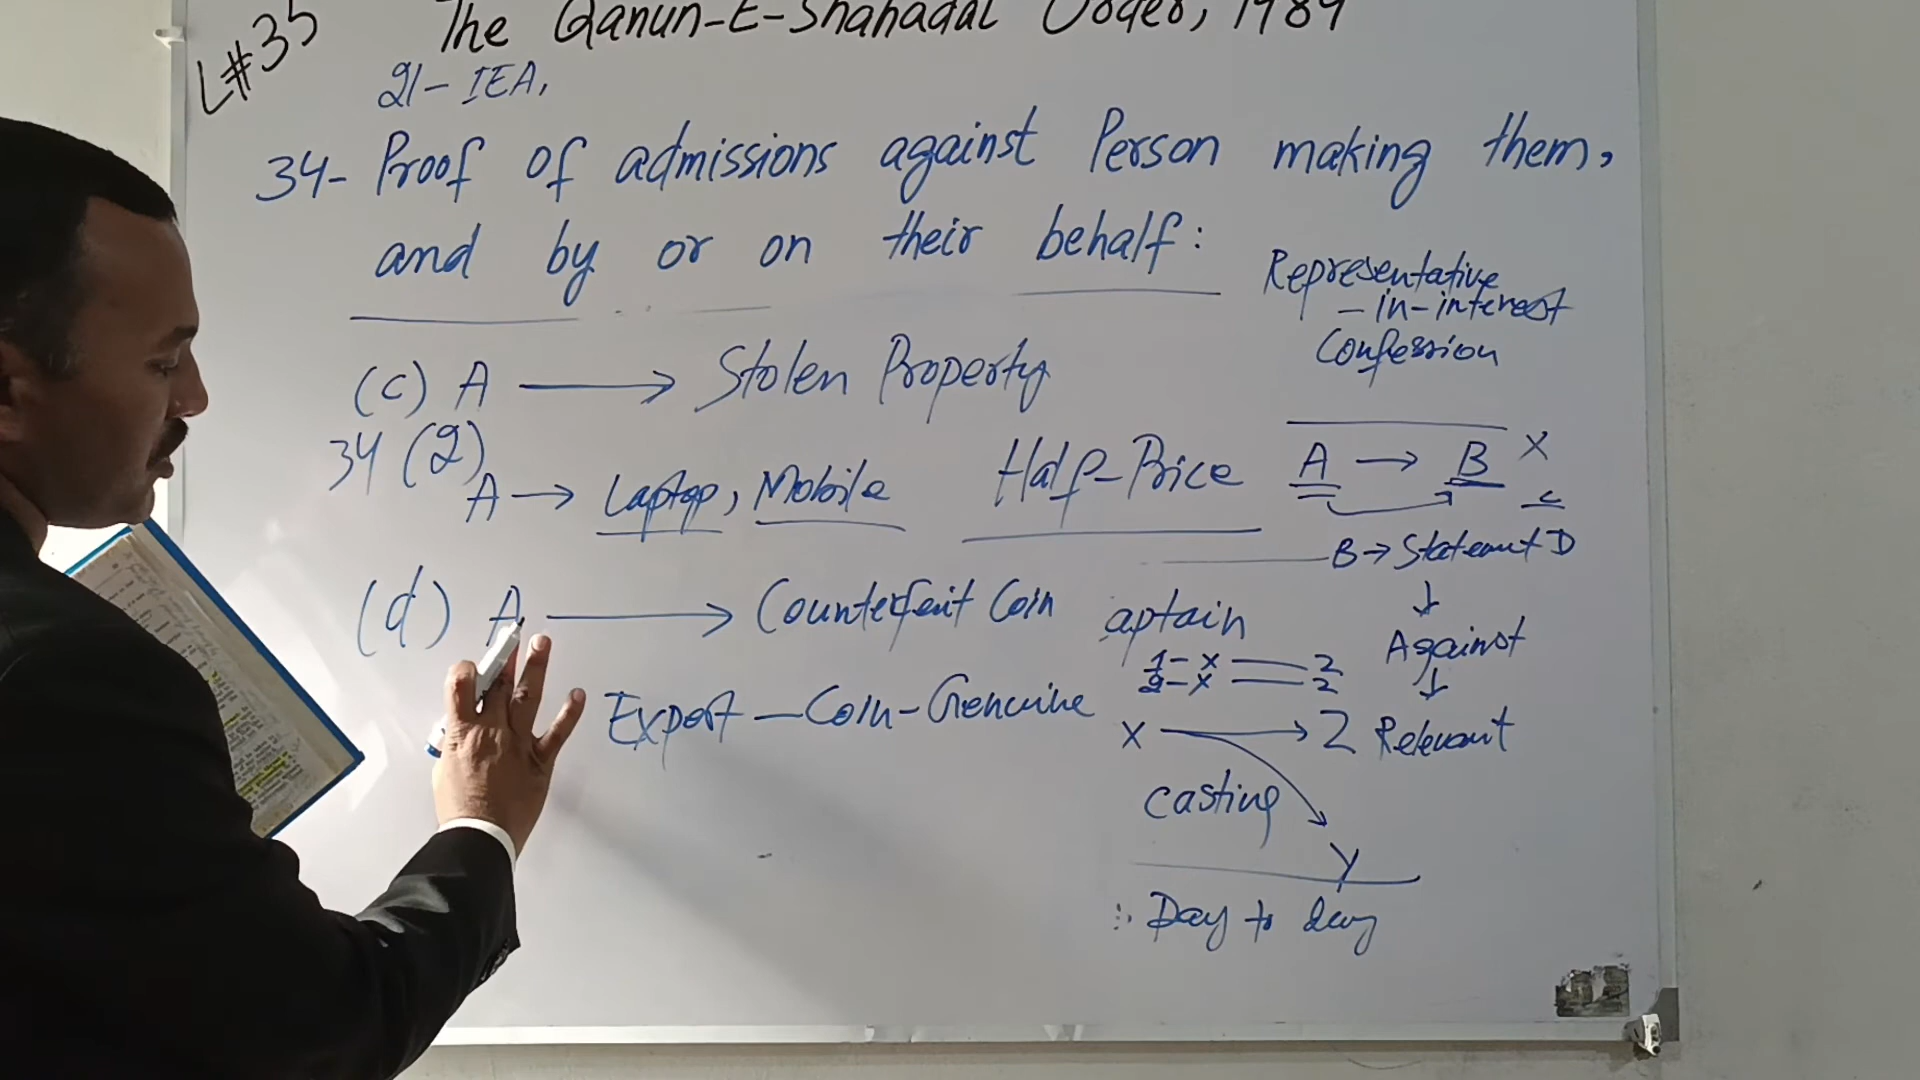 L#35
The Qanun-E-Shahadat Order, 1984
21- IEA,
34- Proof of admissions against Person making them,
and by or on their behalf:
Representative
-in-interest
Confession
(c) A → Stolen Property
34 (2)
A → Laptop, Mobile Half-Price
A → B X
B → Statement D
↓
Against
↓
Relevant
(d) A → Counterfeit Coin
Expert - Coin - Genuine
aptain
1- x — 2
2- x — 2
X → Z
casting
Y
Day to day